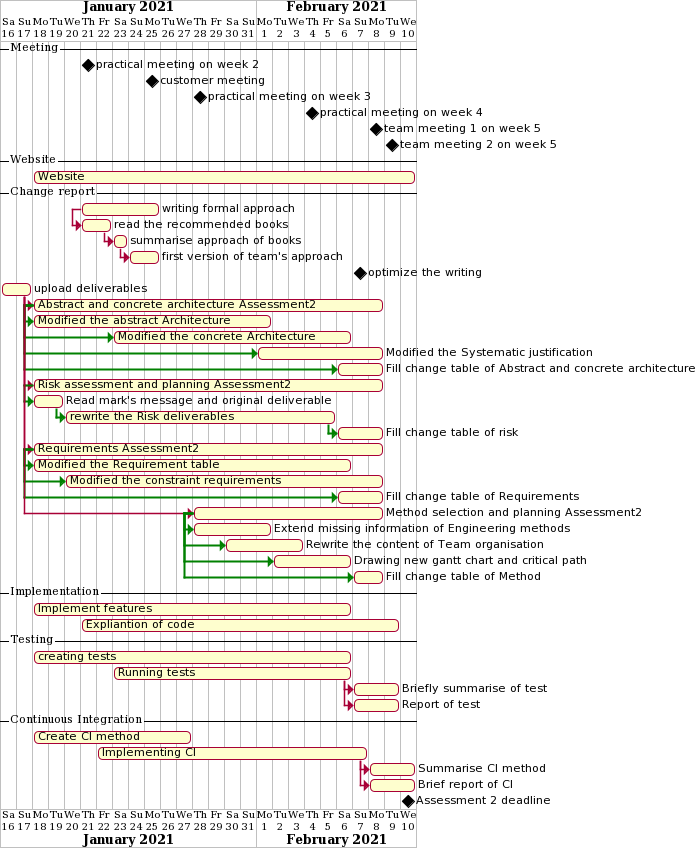 January 2021 February 2021
Sa Su Mo Tu We Th Fr Sa Su Mo Tu We Th Fr Sa Su Mo Tu We Th Fr Sa Su Mo Tu We
16 17 18 19 20 21 22 23 24 25 26 27 28 29 30 31 1 2 3 4 5 6 7 8 9 10
Meeting
practical meeting on week 2
customer meeting
practical meeting on week 3
practical meeting on week 4
team meeting 1 on week 5
team meeting 2 on week 5
Website
Website
Change report
writing formal approach
read the recommended books
summarise approach of books
first version of team's approach
optimize the writing
upload deliverables
Abstract and concrete architecture Assessment2
Modified the abstract Architecture
Modified the concrete Architecture
Modified the Systematic justification
Fill change table of Abstract and concrete architecture
Risk assessment and planning Assessment2
Read mark's message and original deliverable
rewrite the Risk deliverables
Fill change table of risk
Requirements Assessment2
Modified the Requirement table
Modified the constraint requirements
Fill change table of Requirements
Method selection and planning Assessment2
Extend missing information of Engineering methods
Rewrite the content of Team organisation
Drawing new gantt chart and critical path
Fill change table of Method
Implementation
Implement features
Expliantion of code
Testing
creating tests
Running tests
Briefly summarise of test
Report of test
Continuous Integration
Create CI method
Implementing CI
Summarise CI method
Brief report of CI
Assessment 2 deadline
Sa Su Mo Tu We Th Fr Sa Su Mo Tu We Th Fr Sa Su Mo Tu We Th Fr Sa Su Mo Tu We
16 17 18 19 20 21 22 23 24 25 26 27 28 29 30 31 1 2 3 4 5 6 7 8 9 10
January 2021 February 2021